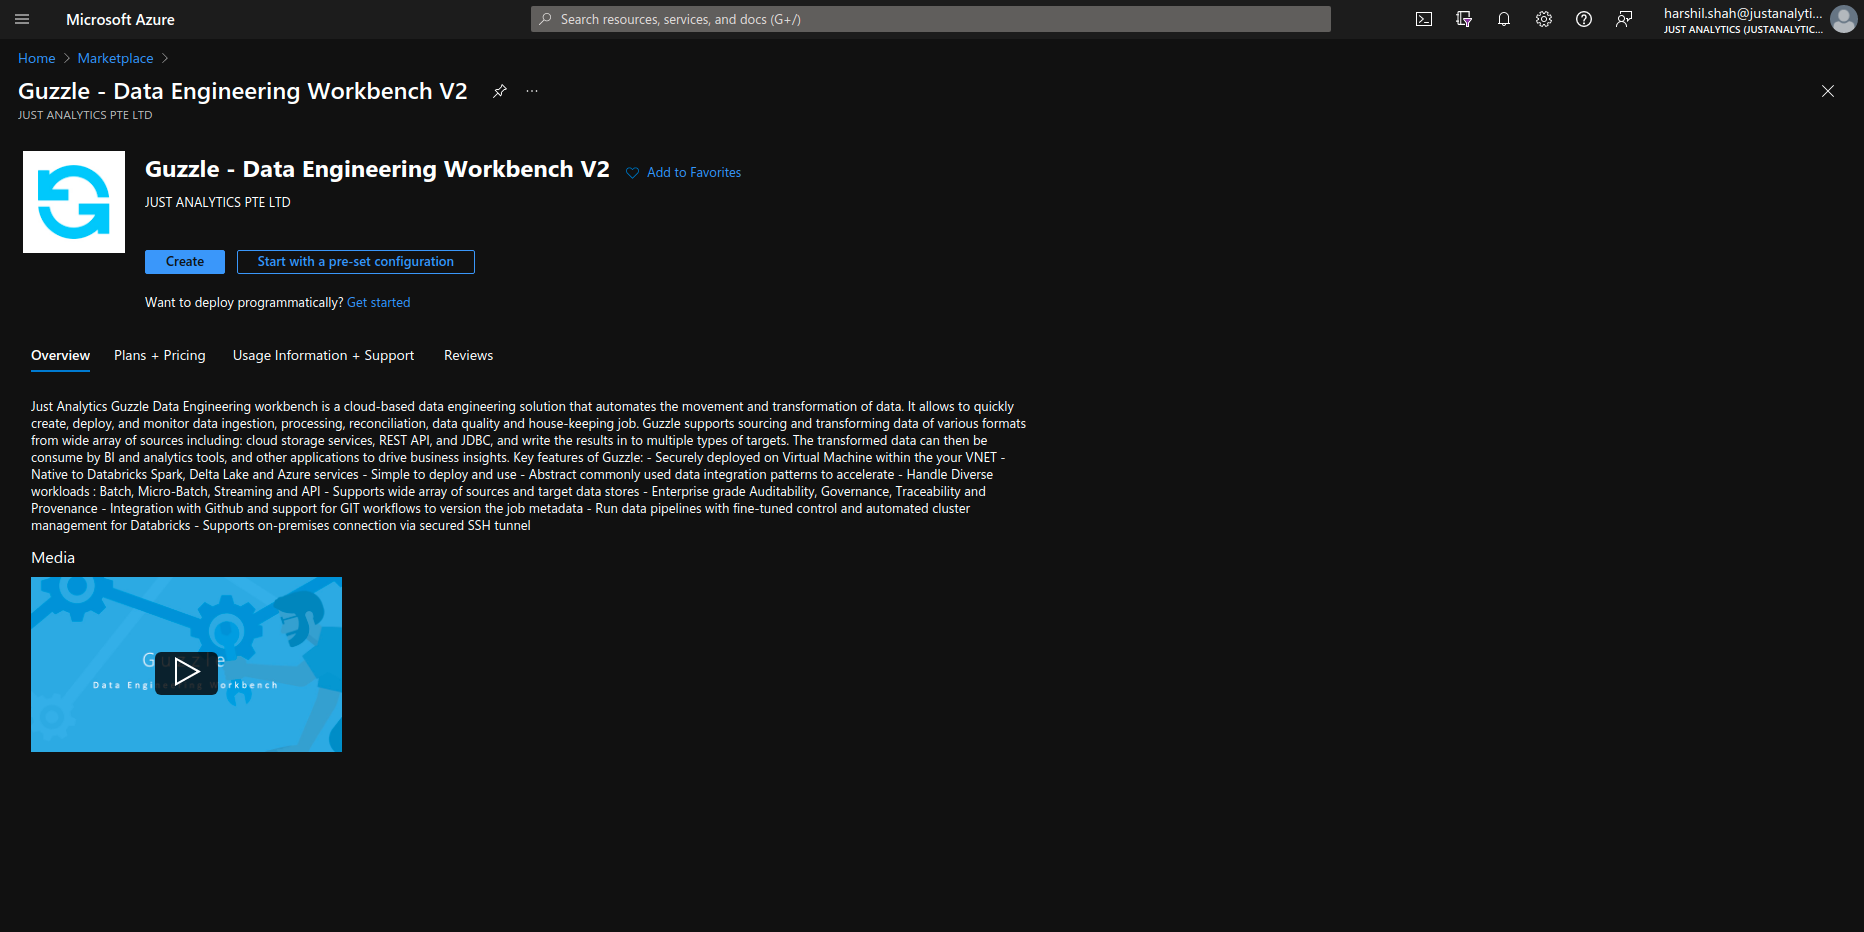 Microsoft Azure
Search resources, services, and docs (G+/)
harshil.shah@justanalyti...
JUST ANALYTICS (JUSTANALYTIC...
Home > Marketplace >
Guzzle - Data Engineering Workbench V2
JUST ANALYTICS PTE LTD
Guzzle - Data Engineering Workbench V2
Add to Favorites
JUST ANALYTICS PTE LTD
Create
Start with a pre-set configuration
Want to deploy programmatically? Get started
Overview
Plans + Pricing
Usage Information + Support
Reviews
Just Analytics Guzzle Data Engineering workbench is a cloud-based data engineering solution that automates the movement and transformation of data. It allows to quickly
create, deploy, and monitor data ingestion, processing, reconciliation, data quality and house-keeping job. Guzzle supports sourcing and transforming data of various formats
from wide array of sources including: cloud storage services, REST API, and JDBC, and write the results in to multiple types of targets. The transformed data can then be
consume by BI and analytics tools, and other applications to drive business insights. Key features of Guzzle: - Securely deployed on Virtual Machine within the your VNET -
Native to Databricks Spark, Delta Lake and Azure services - Simple to deploy and use - Abstract commonly used data integration patterns to accelerate - Handle Diverse
workloads : Batch, Micro-Batch, Streaming and API - Supports wide array of sources and target data stores - Enterprise grade Auditability, Governance, Traceability and
Provenance - Integration with Github and support for GIT workflows to version the job metadata - Run data pipelines with fine-tuned control and automated cluster
management for Databricks - Supports on-premises connection via secured SSH tunnel
Media
Guzzle
Data Engineering Workbench